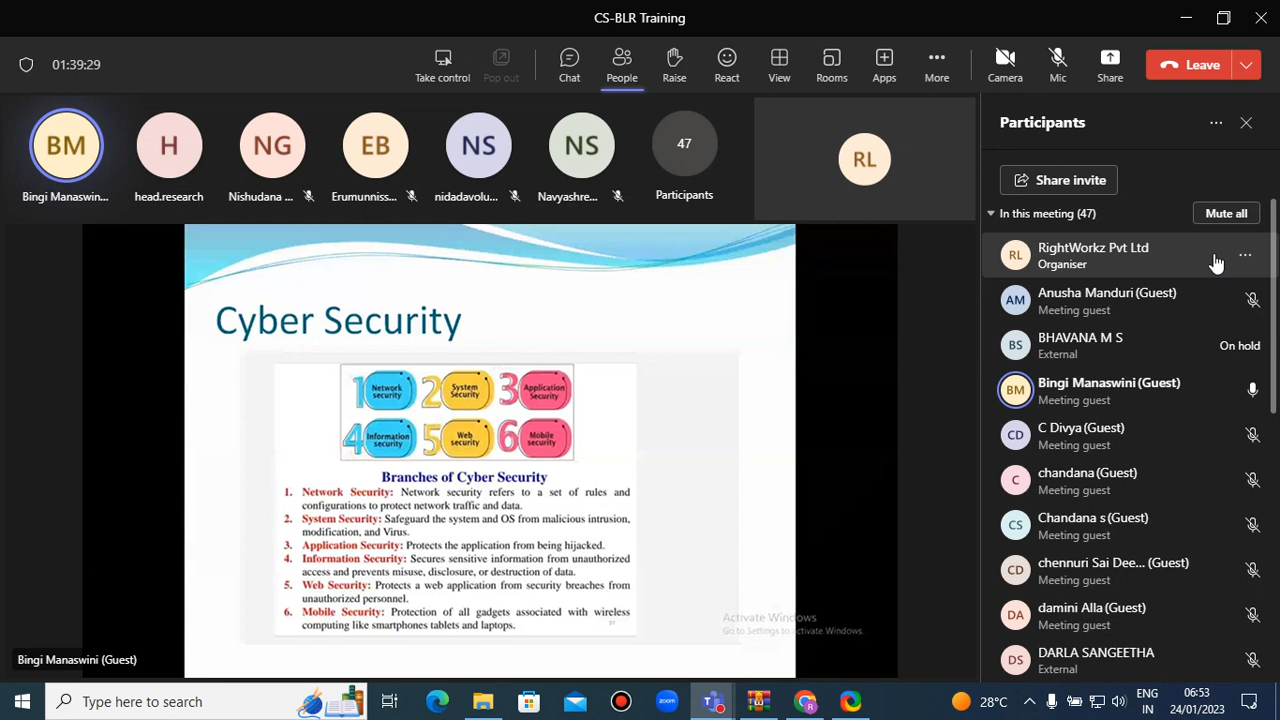 CS-BLR Training
01:39:29
Take control
Pop out
Chat
People
Raise
React
View
Rooms
Apps
More
Camera
Mic
Share
Leave
BM
H
NG
EB
NS
NS
47
RL
Bingi Manaswin...
head.research
Nishudana ...
Erumunniss...
nidadavolu...
Navyashre...
Participants
Participants
Share invite
In this meeting (47)
Mute all
RL
RightWorkz Pvt Ltd
Organiser
AM
Anusha Manduri (Guest)
Meeting guest
BS
BHAVANA M S
External
On hold
BM
Bingi Manaswini (Guest)
Meeting guest
CD
C Divya (Guest)
Meeting guest
C
chandana (Guest)
Meeting guest
CS
Chandana s (Guest)
Meeting guest
CD
chennuri sai De... (Guest)
Meeting guest
DA
damini Alla (Guest)
Meeting guest
DS
DARLA SANGEETHA
External
Cyber Security
1 Network Security
2 System Security
3 Application Security
4 Information security
5 Web security
6 Mobile security
Branches of Cyber Security
1. Network Security: Network security refers to a set of rules and
configurations to protect network traffic and data.
2. System Security: Safeguard the system and OS from malicious intrusion,
modification, and Virus.
3. Application Security: Protects the application from being hijacked.
4. Information Security: Secures sensitive information from unauthorized
access and prevents misuse, disclosure, or destruction of data.
5. Web Security: Protects a web application from security breaches from
unauthorized personnel.
6. Mobile Security: Protection of all gadgets associated with wireless
computing like smartphones tablets and laptops.
Activate Windows
Go to Settings to activate Windows.
Bingi Manaswini (Guest)
Type here to search
zoom
28°C
ENG
IN
06:53
24/01/2023